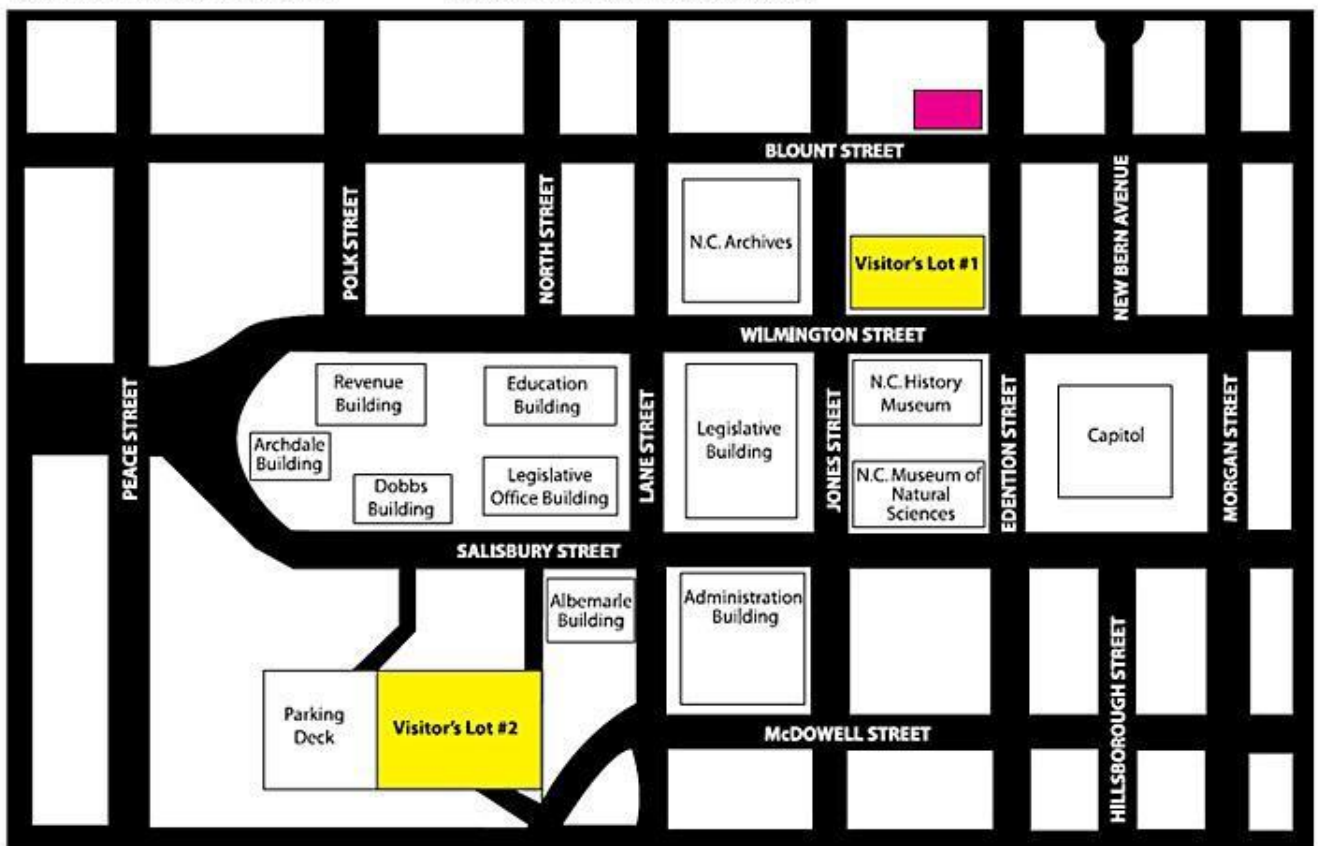 BLOUNT STREET
POLK STREET
NORTH STREET
N.C. Archives
Visitor's Lot #1
NEW BERN AVENUE
WILMINGTON STREET
PEACE STREET
Revenue
Building
Education
Building
LANE STREET
Legislative
Building
JONES STREET
N.C. History
Museum
EDENTION STREET
Capitol
MORGAN STREET
Archdale
Building
Dobbs
Building
Legislative
Office Building
N.C. Museum of
Natural
Sciences
SALISBURY STREET
Albemarle
Building
Administration
Building
HILLSBOROUGH STREET
Parking
Deck
Visitor's Lot #2
McDOWELL STREET